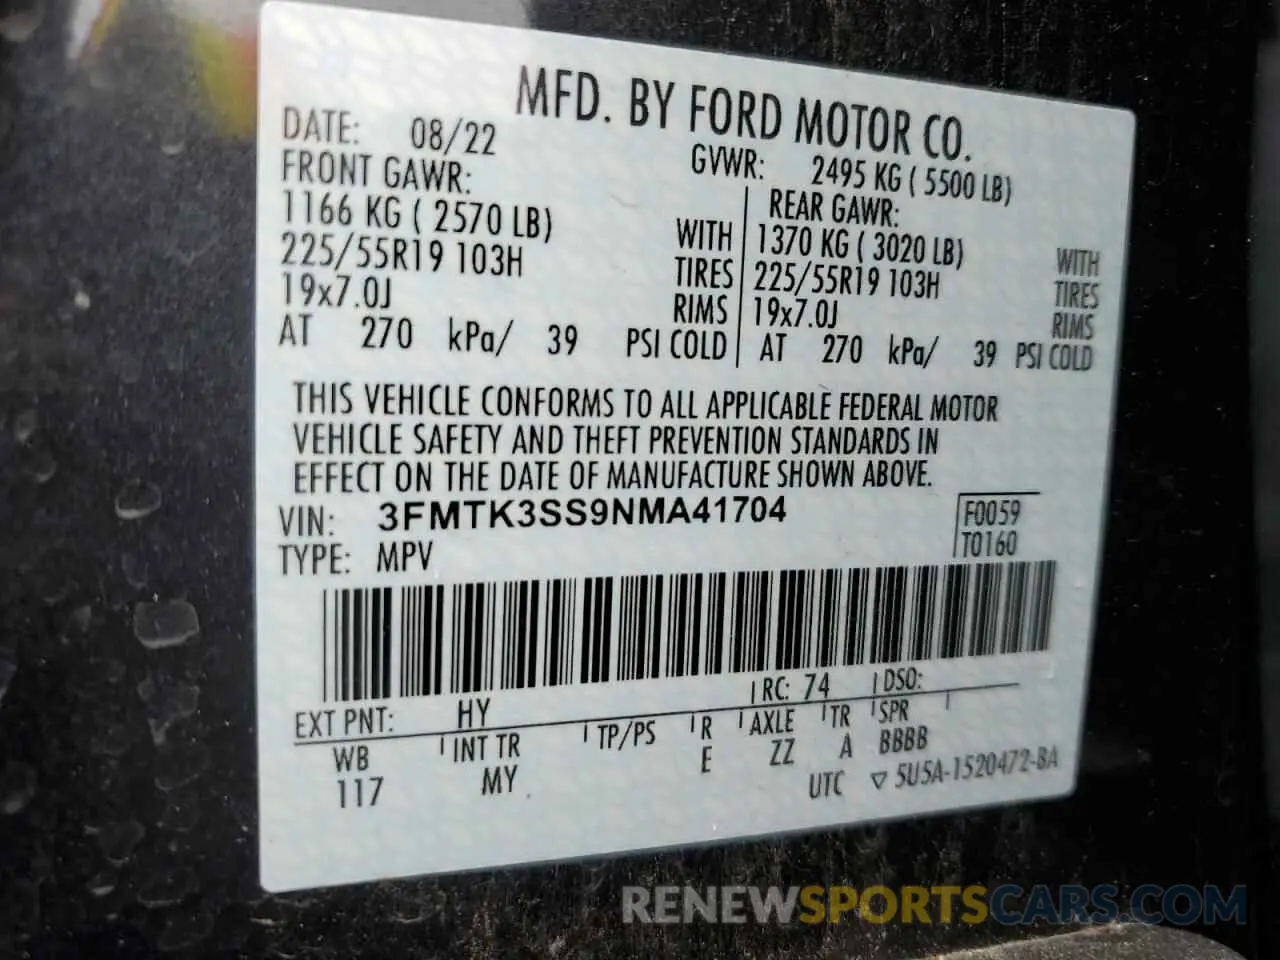 MFD. BY FORD MOTOR CO.
DATE: 08/22 GVWR: 2495 KG ( 5500 LB)
FRONT GAWR: REAR GAWR:
1166 KG ( 2570 LB) WITH 1370 KG ( 3020 LB) WITH
225/55R19 103H TIRES 225/55R19 103H TIRES
19x7.0J RIMS 19x7.0J RIMS
AT 270 kPa/ 39 PSI COLD AT 270 kPa/ 39 PSI COLD
THIS VEHICLE CONFORMS TO ALL APPLICABLE FEDERAL MOTOR
VEHICLE SAFETY AND THEFT PREVENTION STANDARDS IN
EFFECT ON THE DATE OF MANUFACTURE SHOWN ABOVE.
VIN: 3FMTK3SS9NMA41704 F0059
TYPE: MPV T0160
EXT PNT: HY RC: 74 DSO:
WB INT TR TP/PS R AXLE TR SPR
117 MY E ZZ A BBBB
UTC ▽ 5U5A-1520472-BA
RENEWSPORTSCARS.COM